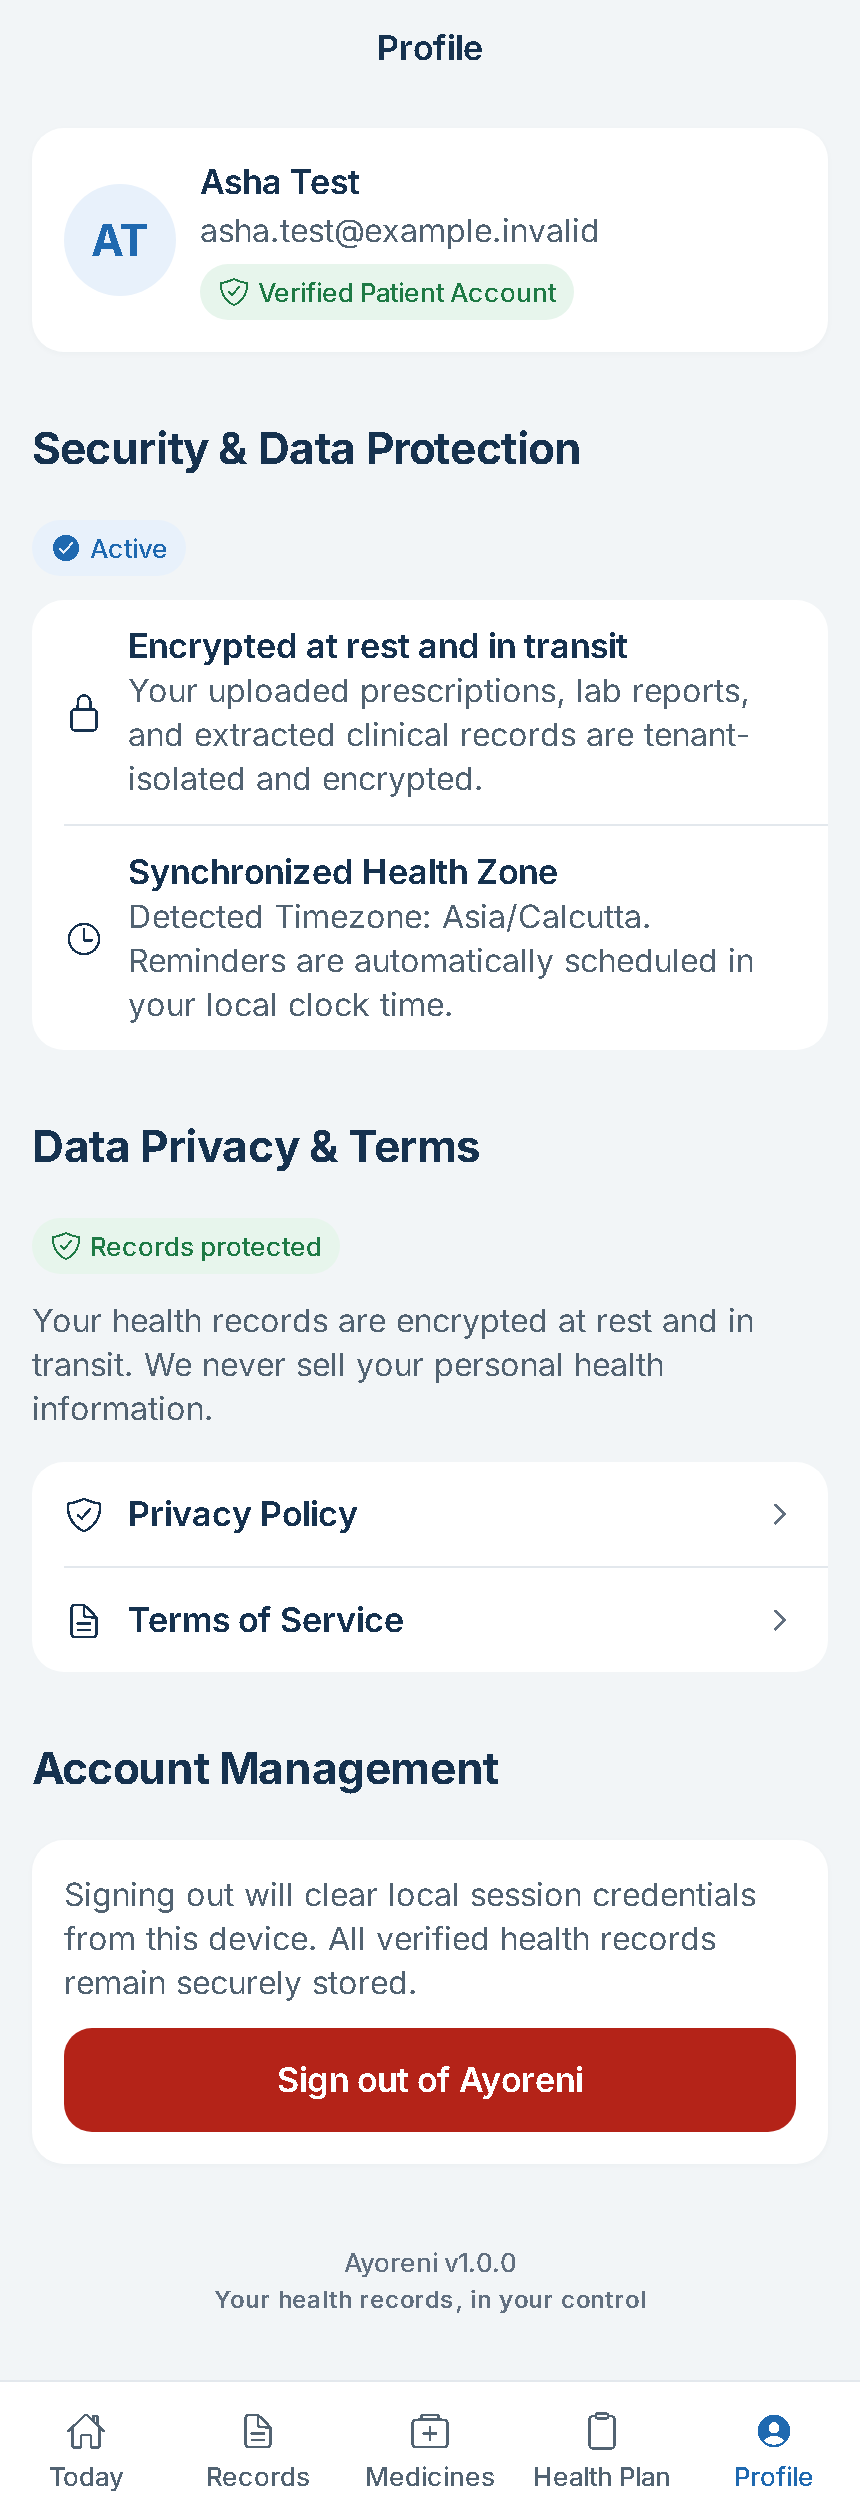 Profile
AT
Asha Test
asha.test@example.invalid
Verified Patient Account
Security & Data Protection
Active
Encrypted at rest and in transit
Your uploaded prescriptions, lab reports,
and extracted clinical records are tenant-
isolated and encrypted.
Synchronized Health Zone
Detected Timezone: Asia/Calcutta.
Reminders are automatically scheduled in
your local clock time.
Data Privacy & Terms
Records protected
Your health records are encrypted at rest and in
transit. We never sell your personal health
information.
Privacy Policy
Terms of Service
Account Management
Signing out will clear local session credentials
from this device. All verified health records
remain securely stored.
Sign out of Ayoreni
Ayoreni v1.0.0
Your health records, in your control
Today
Records
Medicines
Health Plan
Profile